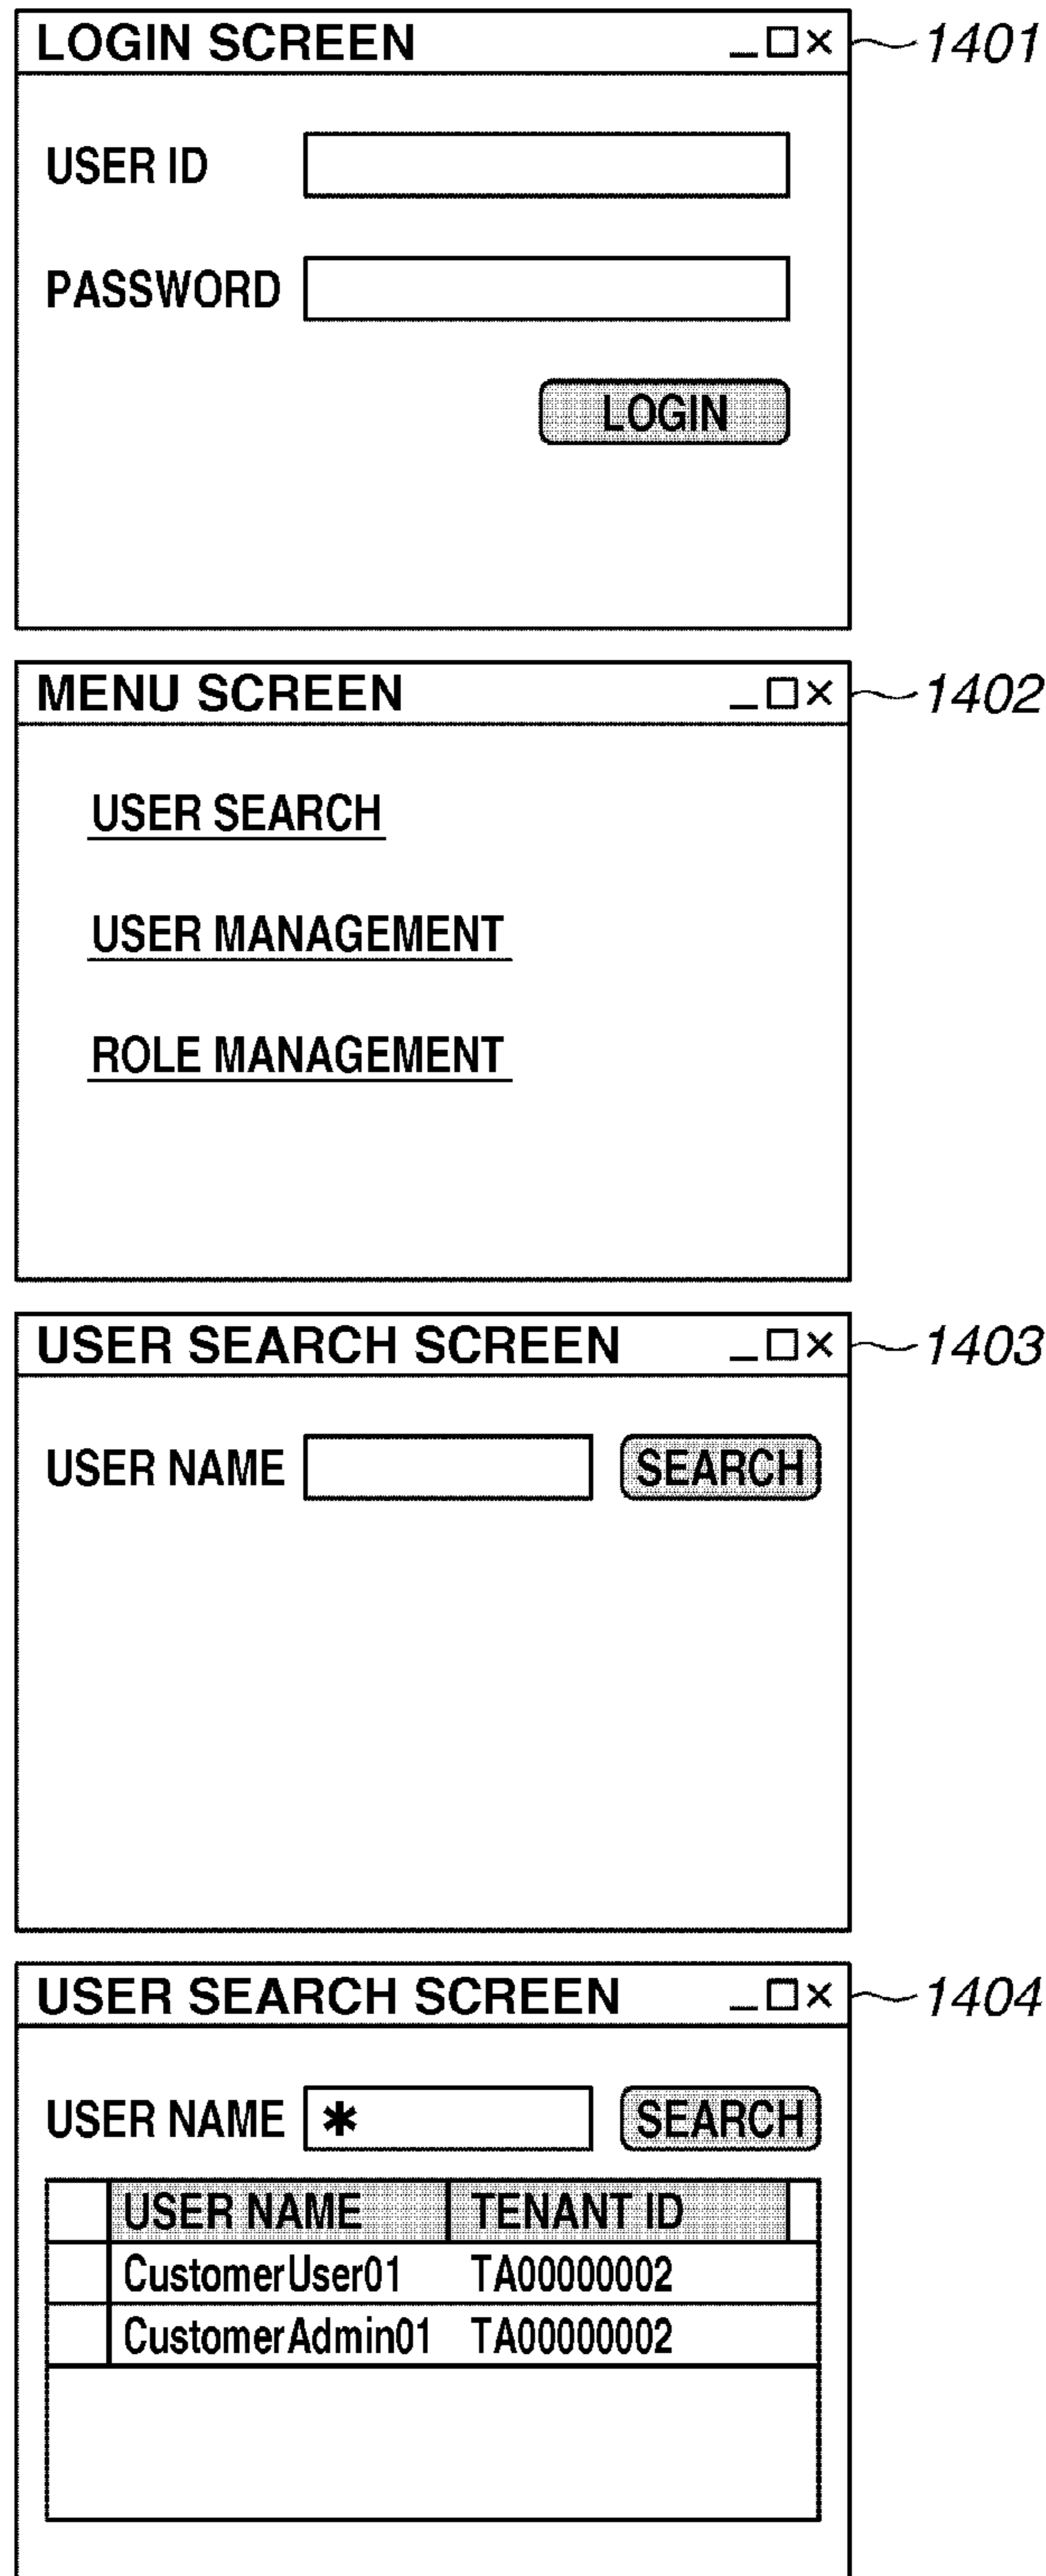 LOGIN SCREEN 1401
USER ID
PASSWORD
LOGIN
MENU SCREEN 1402
USER SEARCH
USER MANAGEMENT
ROLE MANAGEMENT
USER SEARCH SCREEN 1403
USER NAME SEARCH
USER SEARCH SCREEN 1404
USER NAME * SEARCH
USER NAME TENANT ID
CustomerUser01 TA00000002
CustomerAdmin01 TA00000002